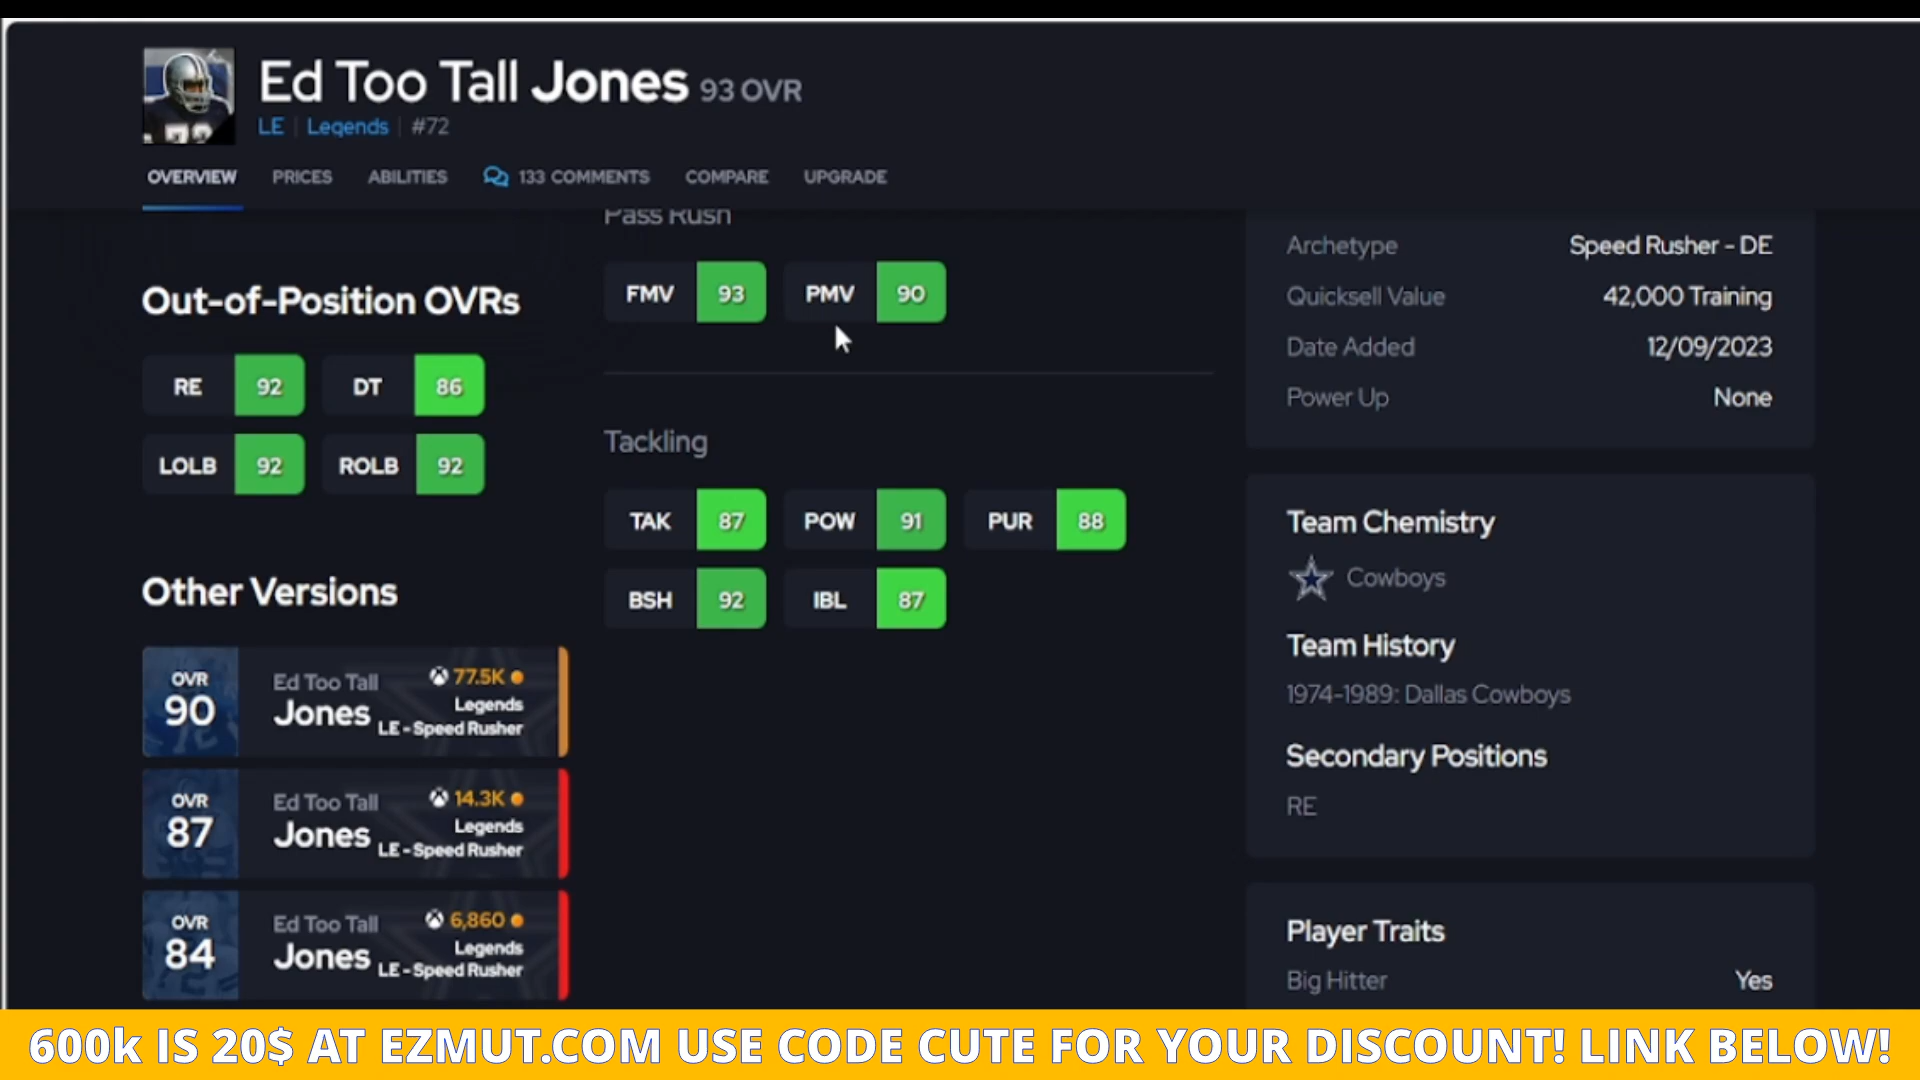 Ed Too Tall Jones 93 OVR
LE | Legends | #72
OVERVIEW PRICES ABILITIES 133 COMMENTS COMPARE UPGRADE
Out-of-Position OVRs
RE 92 DT 86
LOLB 92 ROLB 92
Other Versions
OVR 90 Ed Too Tall Jones 77.5K
Legends
LE - Speed Rusher
OVR 87 Ed Too Tall Jones 14.3K
Legends
LE - Speed Rusher
OVR 84 Ed Too Tall Jones 6,860
Legends
LE - Speed Rusher
Pass Rush
FMV 93 PMV 90
Tackling
TAK 87 POW 91 PUR 88
BSH 92 IBL 87
Archetype Speed Rusher - DE
Quicksell Value 42,000 Training
Date Added 12/09/2023
Power Up None
Team Chemistry
Cowboys
Team History
1974-1989: Dallas Cowboys
Secondary Positions
RE
Player Traits
Big Hitter Yes
600k IS 20$ AT EZMUT.COM USE CODE CUTE FOR YOUR DISCOUNT! LINK BELOW!